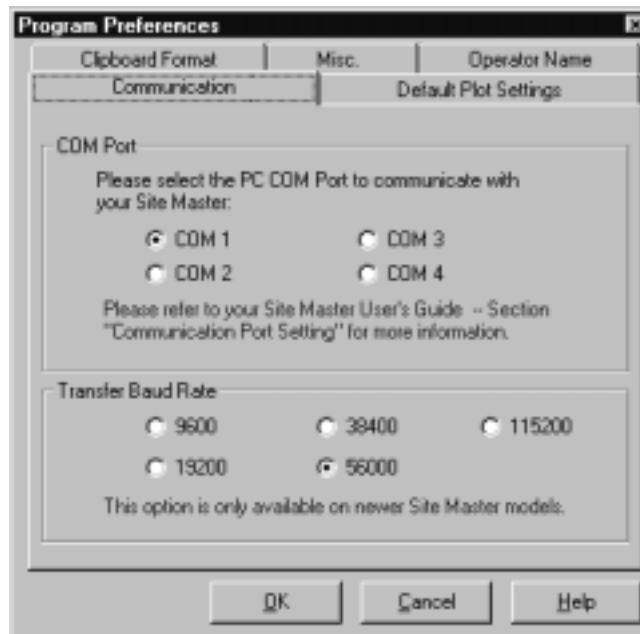 Program Preferences
Clipboard Format
Misc.
Operator Name
Communication
Default Plot Settings
COM Port
Please select the PC COM Port to communicate with
your Site Master:
COM 1
COM 3
COM 2
COM 4
Please refer to your Site Master User's Guide -- Section
"Communication Port Setting" for more information.
Transfer Baud Rate
9600
38400
115200
19200
56000
This option is only available on newer Site Master models.
OK
Cancel
Help